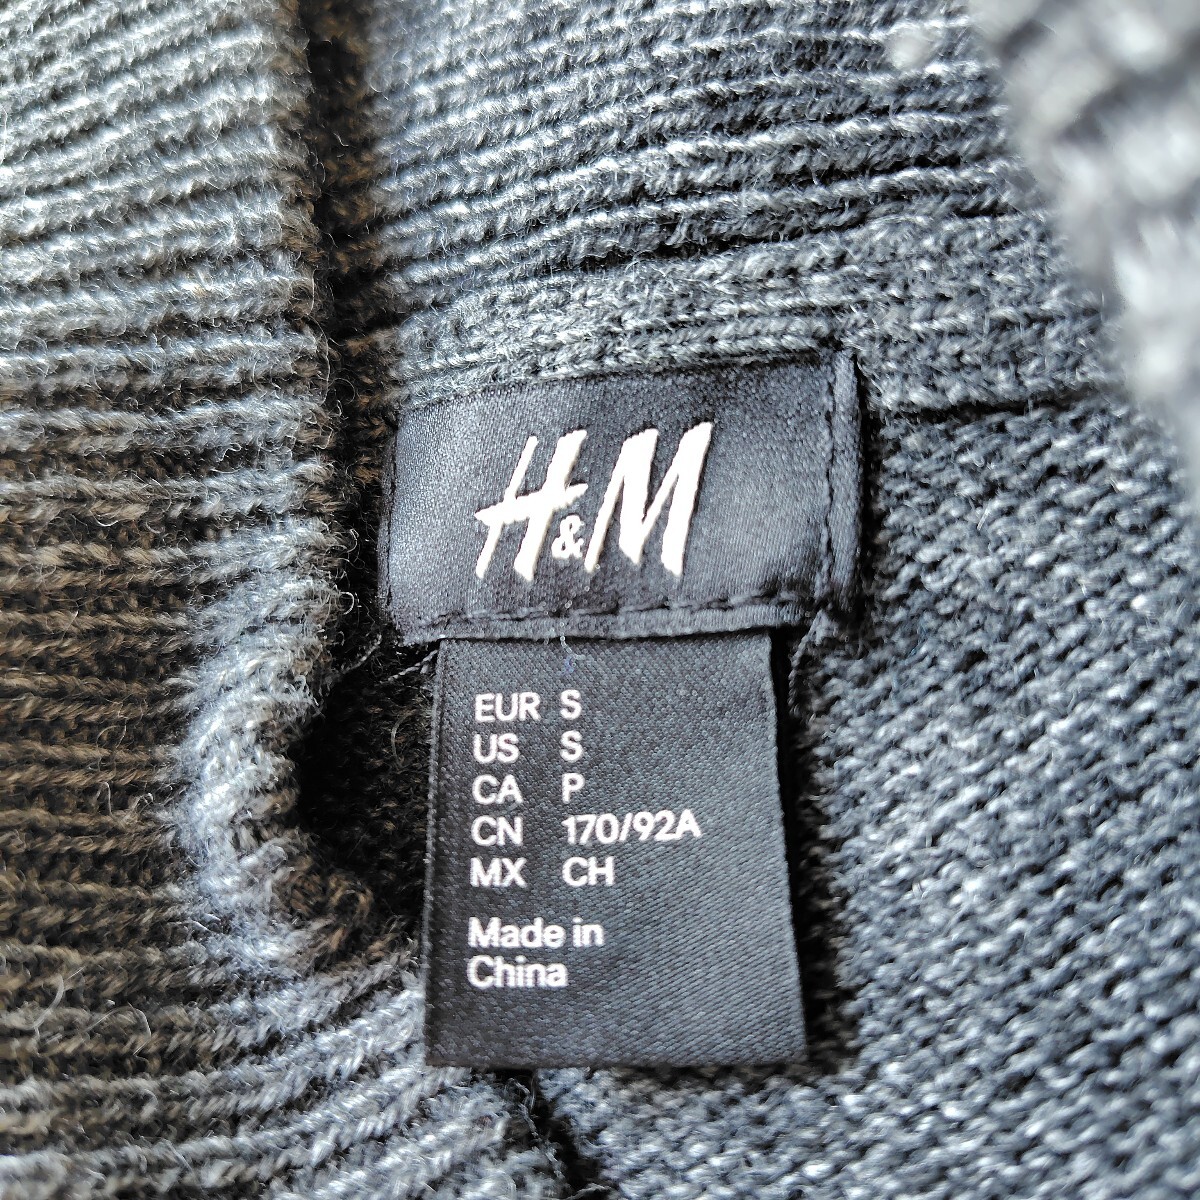 H&M
EUR S
US S
CA P
CN 170/92A
MX CH
Made in
China